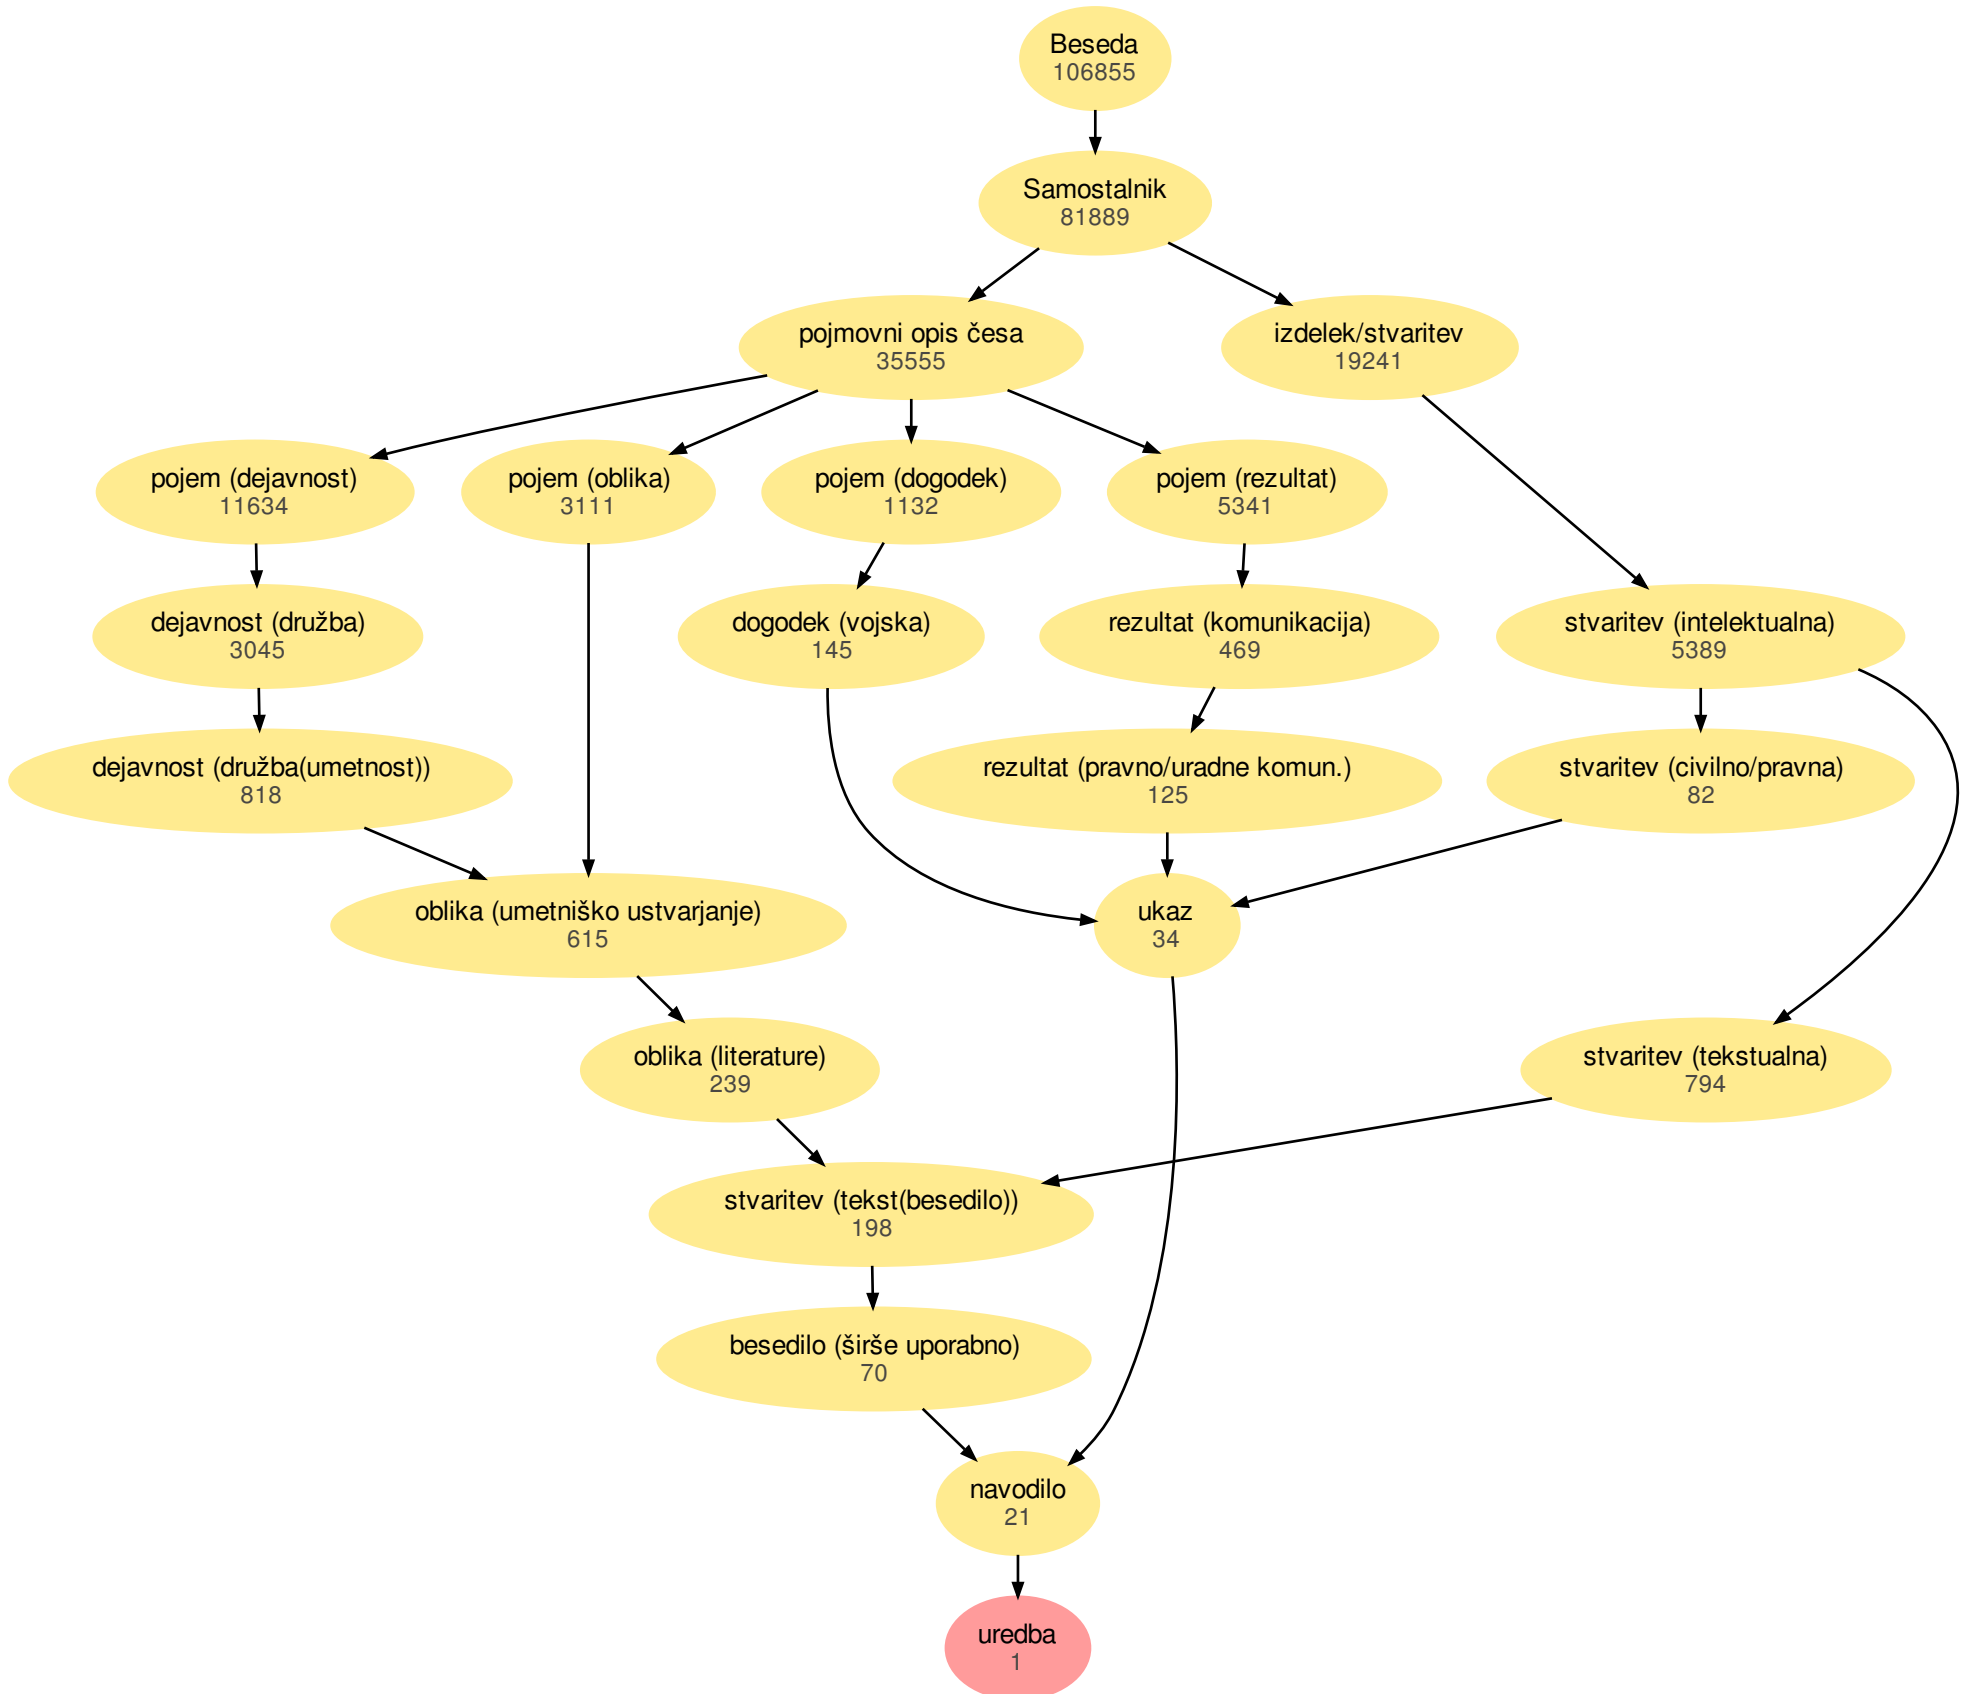 Beseda
106855
Samostalnik
81889
pojmovni opis česa
35555
izdelek/stvaritev
19241
pojem (dejavnost)
11634
pojem (oblika)
3111
pojem (dogodek)
1132
pojem (rezultat)
5341
dejavnost (družba)
3045
dogodek (vojska)
145
rezultat (komunikacija)
469
stvaritev (intelektualna)
5389
dejavnost (družba(umetnost))
818
rezultat (pravno/uradne komun.)
125
stvaritev (civilno/pravna)
82
oblika (umetniško ustvarjanje)
615
ukaz
34
oblika (literature)
239
stvaritev (tekstualna)
794
stvaritev (tekst(besedilo))
198
besedilo (širše uporabno)
70
navodilo
21
uredba
1